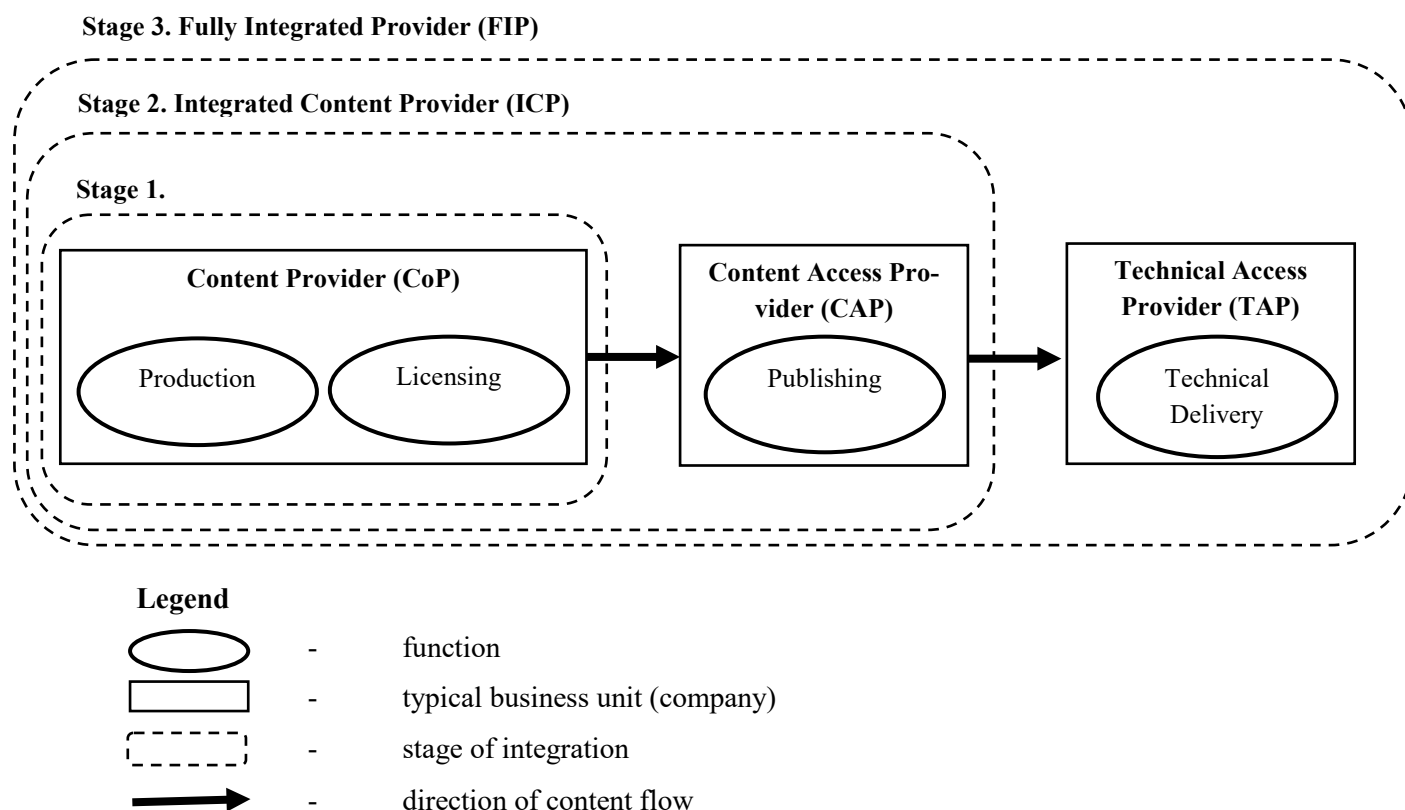 Stage 3. Fully Integrated Provider (FIP)
Stage 2. Integrated Content Provider (ICP)
Stage 1.
Content Provider (CoP)
Production
Licensing
Content Access Pro-
vider (CAP)
Publishing
Technical Access
Provider (TAP)
Technical
Delivery
Legend
- function
- typical business unit (company)
- stage of integration
- direction of content flow